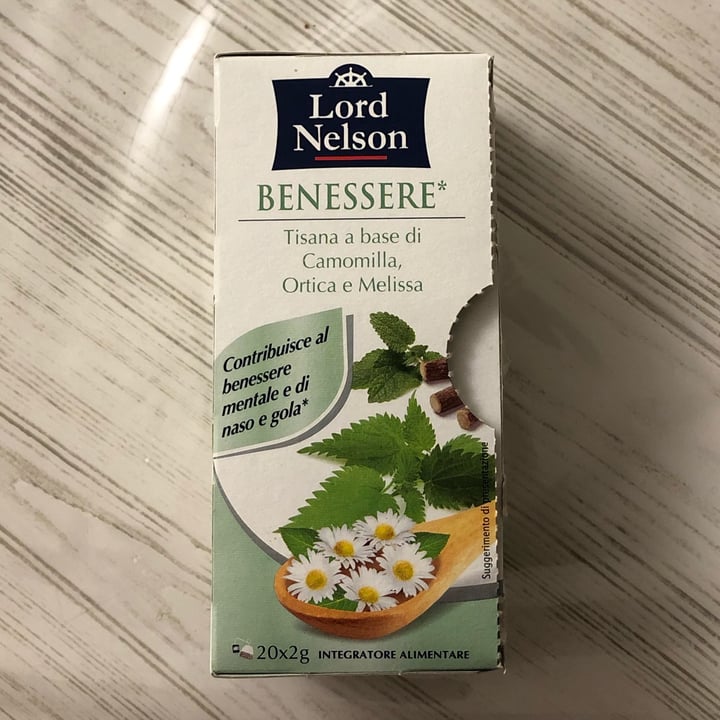 Lord
Nelson
BENESSERE*
Tisana a base di
Camomilla,
Ortica e Melissa
Contribuisce al
benessere
mentale e di
naso e gola*
Suggerimento di presentazione
20x2g INTEGRATORE ALIMENTARE